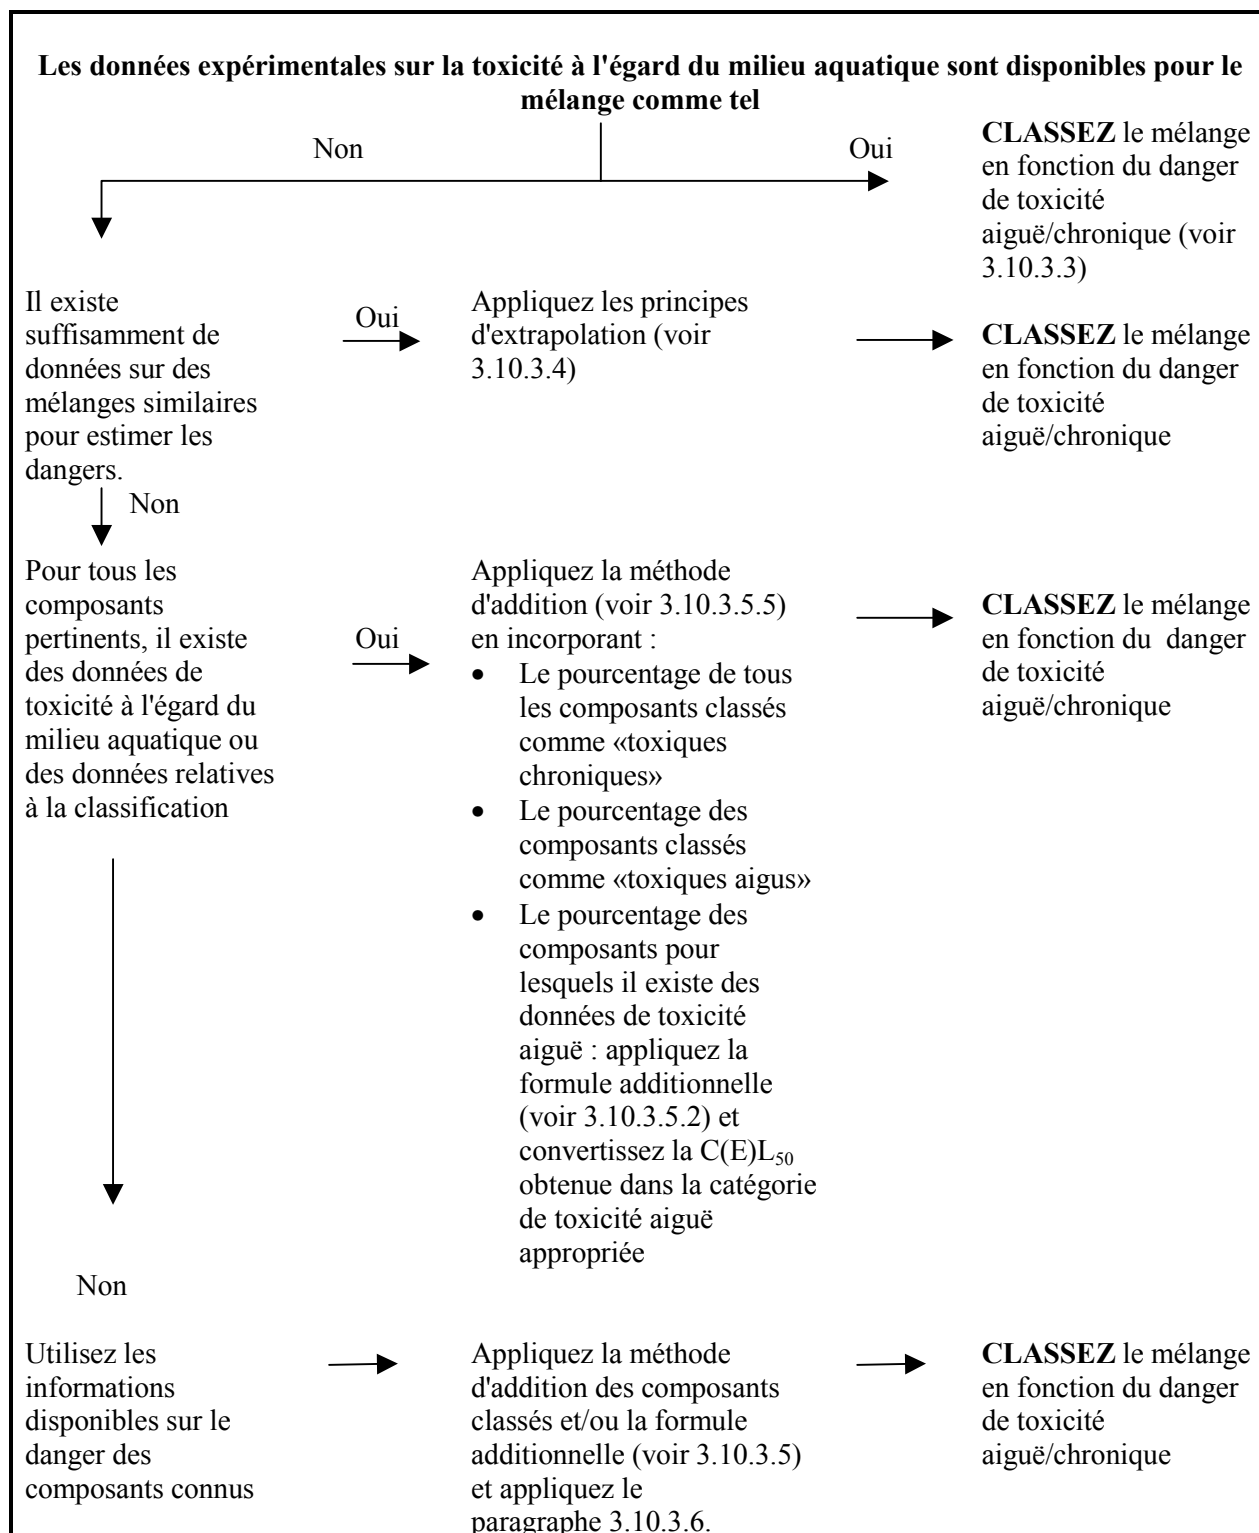 Les données expérimentales sur la toxicité à l'égard du milieu aquatique sont disponibles pour le
mélange comme tel
Non
Oui
CLASSEZ le mélange
en fonction du danger
de toxicité
aiguë/chronique (voir
3.10.3.3)
Il existe
suffisamment de
données sur des
mélanges similaires
pour estimer les
dangers.
Oui
Appliquez les principes
d'extrapolation (voir
3.10.3.4)
CLASSEZ le mélange
en fonction du danger
de toxicité
aiguë/chronique
Non
Pour tous les
composants
pertinents, il existe
des données de
toxicité à l'égard du
milieu aquatique ou
des données relatives
à la classification
Oui
Appliquez la méthode
d'addition (voir 3.10.3.5.5)
en incorporant :
• Le pourcentage de tous
les composants classés
comme «toxiques
chroniques»
• Le pourcentage des
composants classés
comme «toxiques aigus»
• Le pourcentage des
composants pour
lesquels il existe des
données de toxicité
aiguë : appliquez la
formule additionnelle
(voir 3.10.3.5.2) et
convertissez la C(E)L50
obtenue dans la catégorie
de toxicité aiguë
appropriée
CLASSEZ le mélange
en fonction du danger
de toxicité
aiguë/chronique
Non
Utilisez les
informations
disponibles sur le
danger des
composants connus
Appliquez la méthode
d'addition des composants
classés et/ou la formule
additionnelle (voir 3.10.3.5)
et appliquez le
paragraphe 3.10.3.6.
CLASSEZ le mélange
en fonction du danger
de toxicité
aiguë/chronique